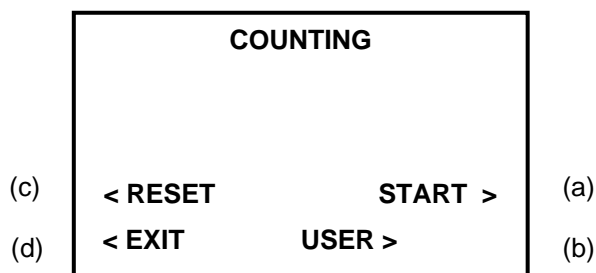 COUNTING
(c) < RESET START > (a)
(d) < EXIT USER > (b)